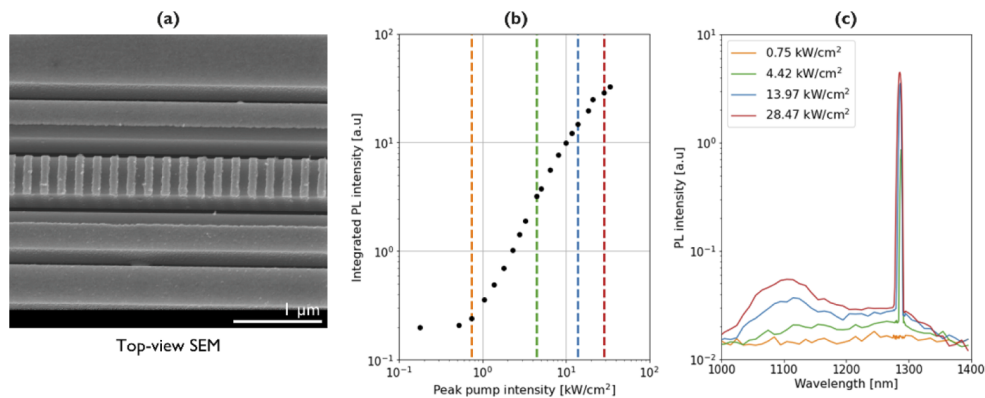 (a)
1 μm
Top-view SEM
(b)
Integrated PL intensity [a.u]
10²
10¹
10⁰
10⁻¹
10⁻¹ 10⁰ 10¹ 10²
Peak pump intensity [kW/cm²]
(c)
PL intensity [a.u]
10¹
10⁰
10⁻¹
10⁻²
0.75 kW/cm²
4.42 kW/cm²
13.97 kW/cm²
28.47 kW/cm²
1000 1100 1200 1300 1400
Wavelength [nm]